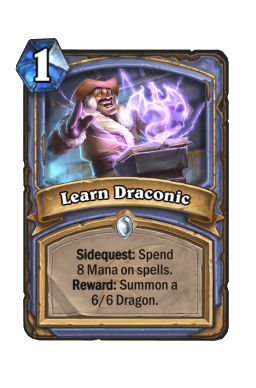 1
Learn Draconic
Sidequest: Spend
8 Mana on spells.
Reward: Summon a
6/6 Dragon.